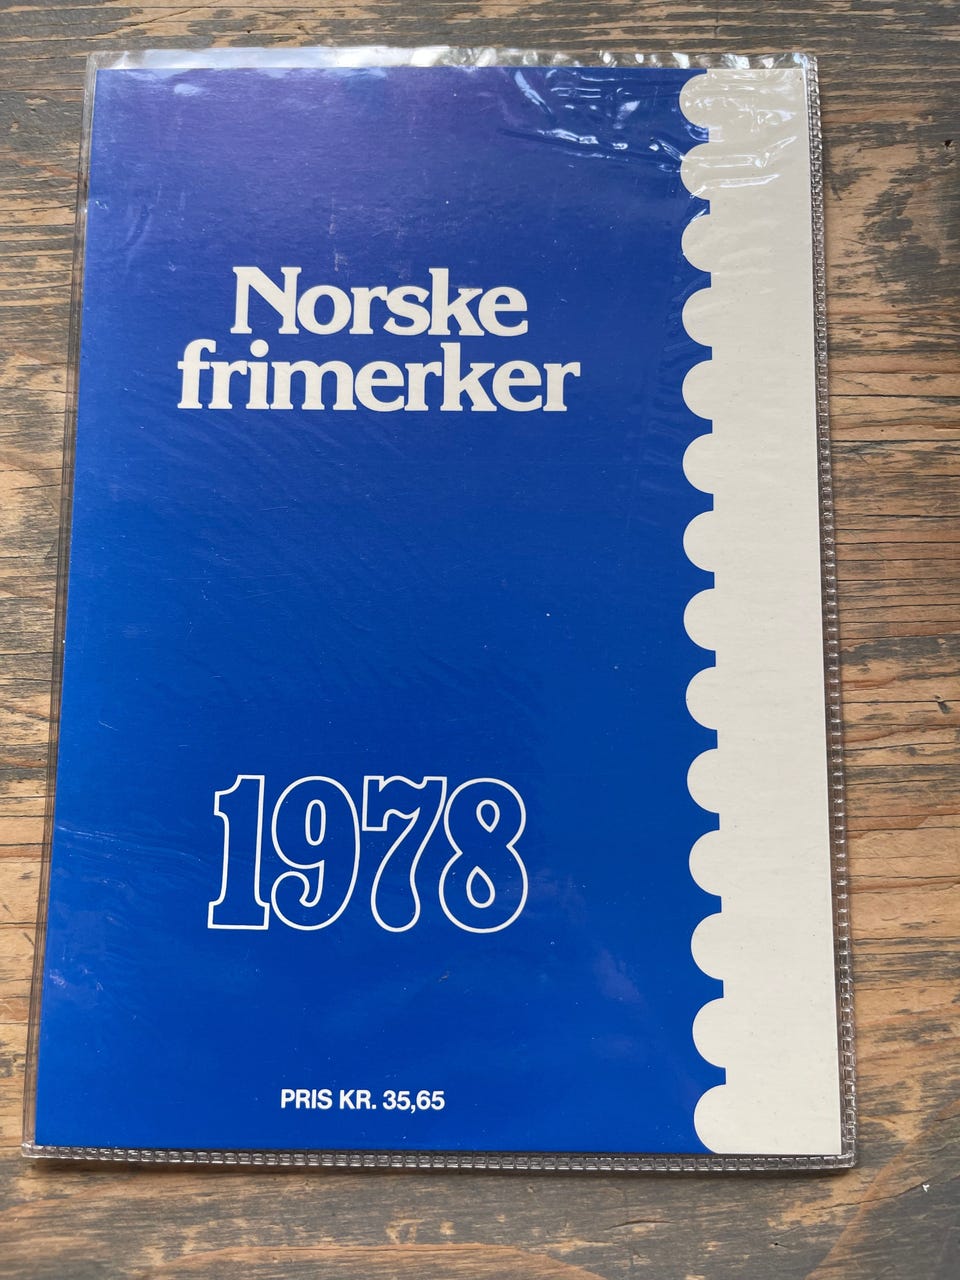 Norske
frimerker
1978
PRIS KR. 35,65